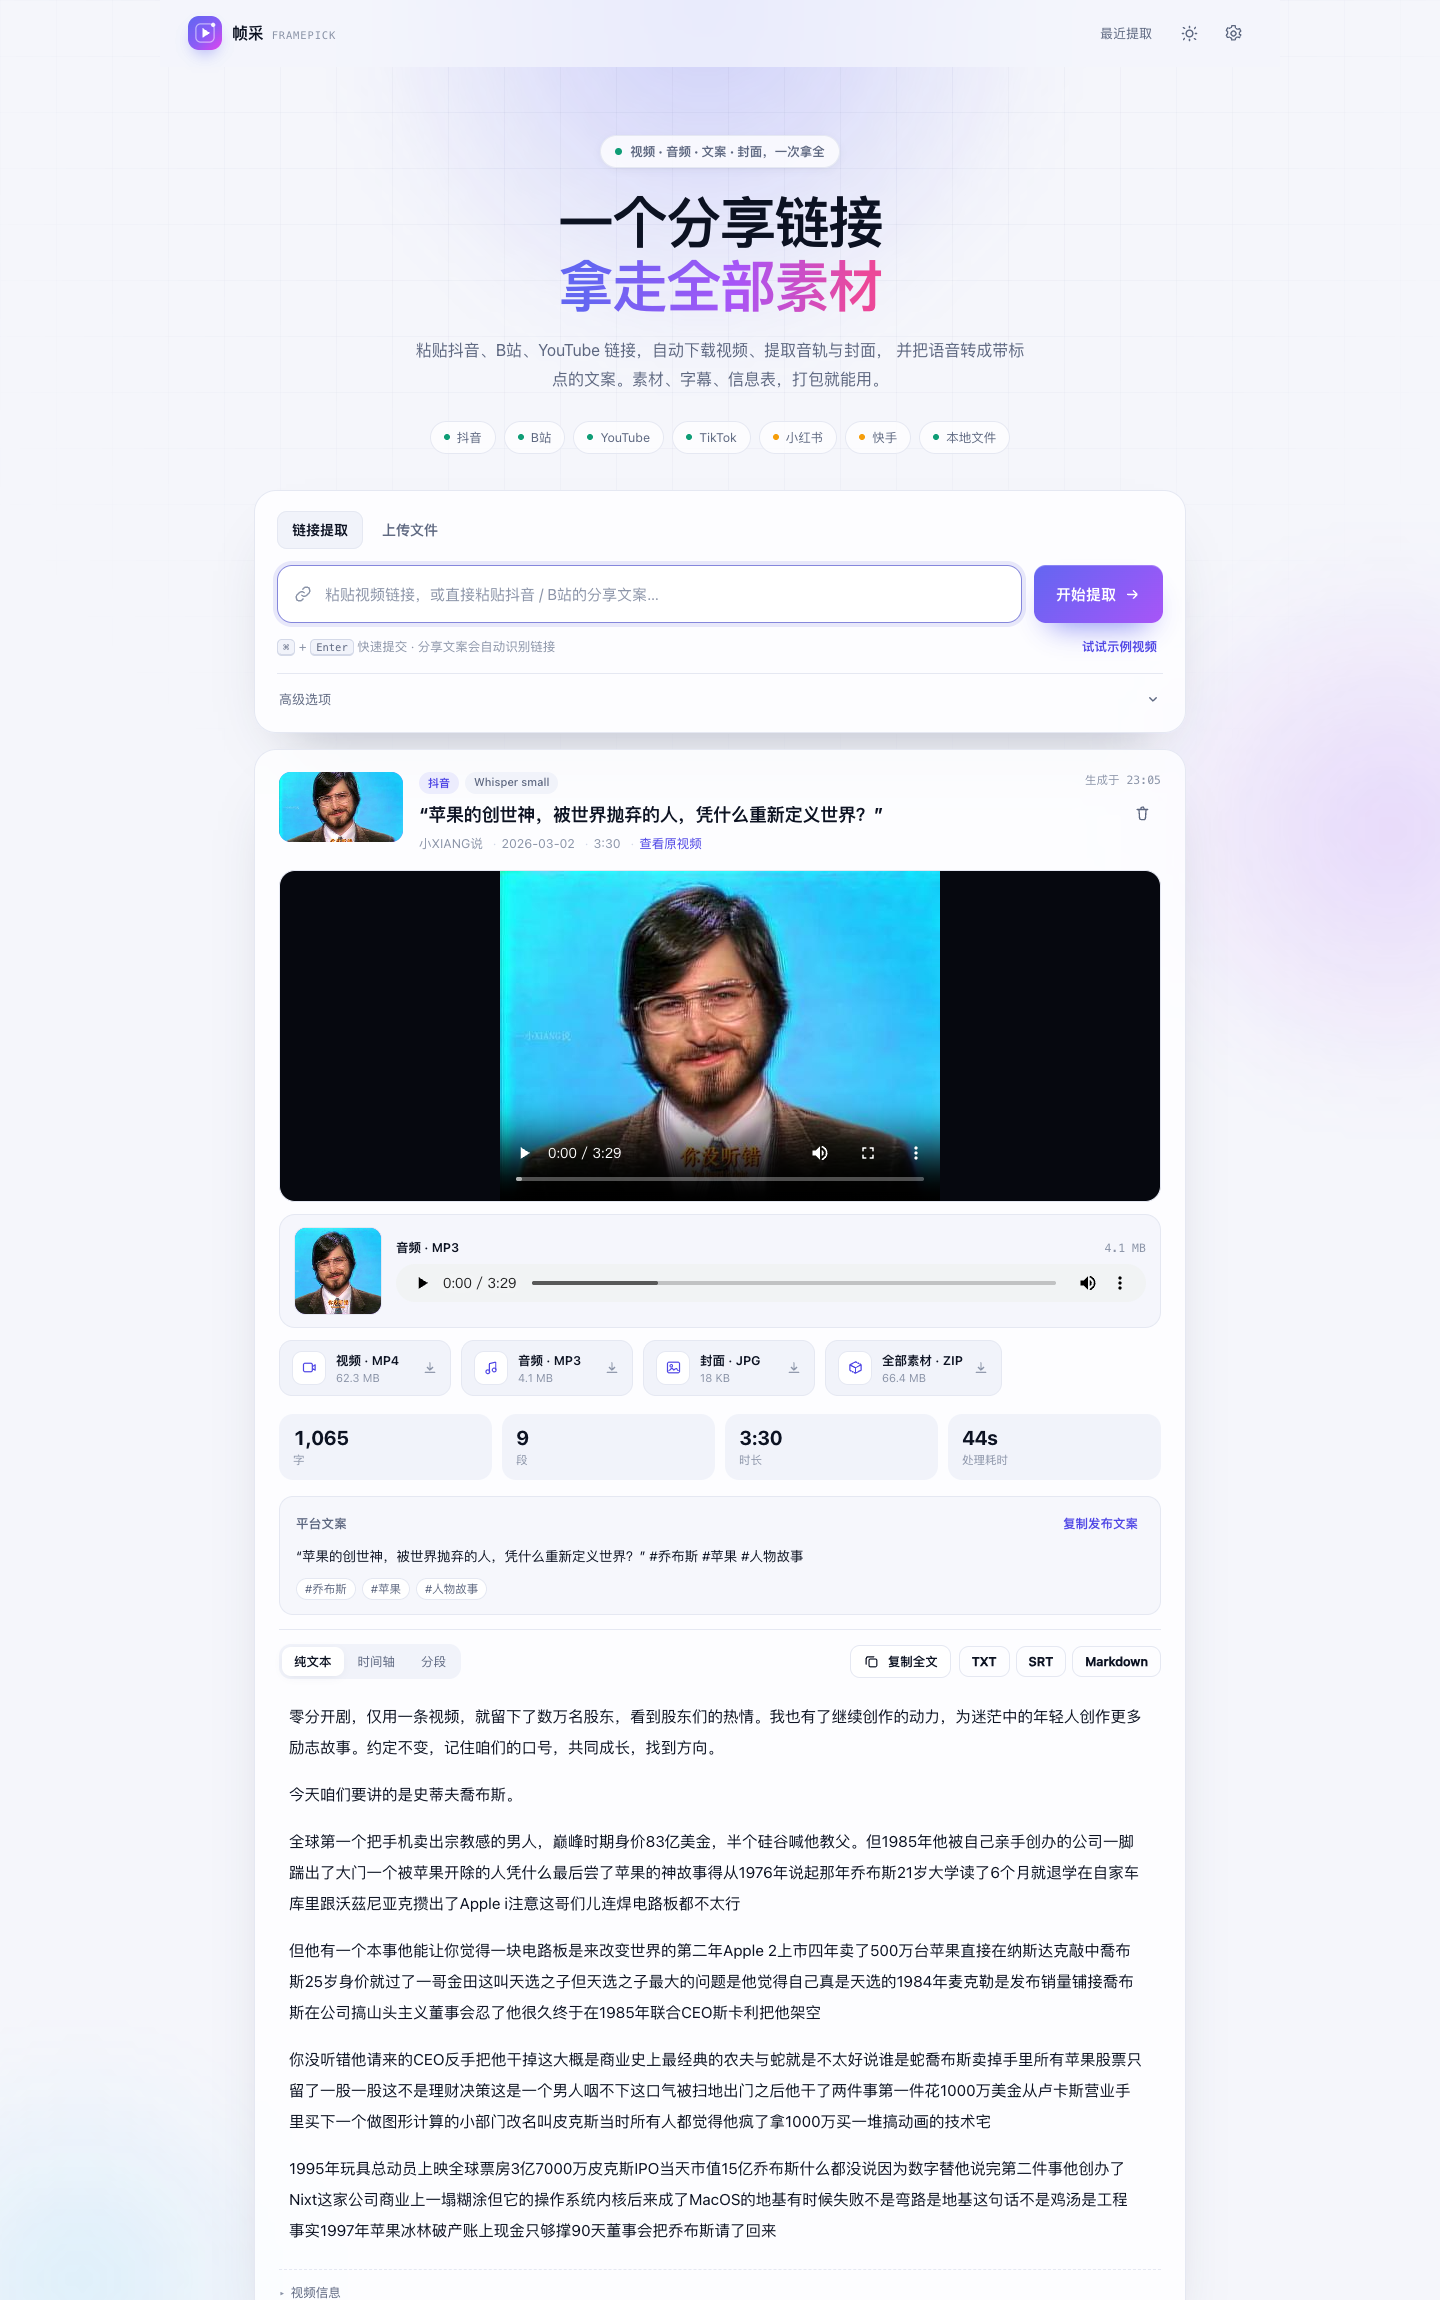 帧采 FRAMEPICK
最近提取
视频 · 音频 · 文案 · 封面，一次拿全
一个分享链接
拿走全部素材
粘贴抖音、B站、YouTube 链接，自动下载视频、提取音轨与封面， 并把语音转成带标
点的文案。素材、字幕、信息表，打包就能用。
抖音 B站 YouTube TikTok 小红书 快手 本地文件
链接提取 上传文件
粘贴视频链接，或直接粘贴抖音 / B站的分享文案...
开始提取 →
⌘ + Enter 快速提交 · 分享文案会自动识别链接
试试示例视频
高级选项
抖音 Whisper small
生成于 23:05
“苹果的创世神，被世界抛弃的人，凭什么重新定义世界？”
小XIANG说 · 2026-03-02 · 3:30 · 查看原视频
一小XIANG说
你没听错
0:00 / 3:29
音频 · MP3
4.1 MB
0:00 / 3:29
视频 · MP4
62.3 MB
音频 · MP3
4.1 MB
封面 · JPG
18 KB
全部素材 · ZIP
66.4 MB
1,065
字
9
段
3:30
时长
44s
处理耗时
平台文案
复制发布文案
“苹果的创世神，被世界抛弃的人，凭什么重新定义世界？” #乔布斯 #苹果 #人物故事
#乔布斯 #苹果 #人物故事
纯文本 时间轴 分段
复制全文 TXT SRT Markdown
零分开剧，仅用一条视频，就留下了数万名股东，看到股东们的热情。我也有了继续创作的动力，为迷茫中的年轻人创作更多
励志故事。约定不变，记住咱们的口号，共同成长，找到方向。
今天咱们要讲的是史蒂夫喬布斯。
全球第一个把手机卖出宗教感的男人，巅峰时期身价83亿美金，半个硅谷喊他教父。但1985年他被自己亲手创办的公司一脚
踹出了大门一个被苹果开除的人凭什么最后尝了苹果的神故事得从1976年说起那年乔布斯21岁大学读了6个月就退学在自家车
库里跟沃茲尼亚克攒出了Apple i注意这哥们儿连焊电路板都不太行
但他有一个本事他能让你觉得一块电路板是来改变世界的第二年Apple 2上市四年卖了500万台苹果直接在纳斯达克敲中喬布
斯25岁身价就过了一哥金田这叫天选之子但天选之子最大的问题是他觉得自己真是天选的1984年麦克勒是发布销量铺接喬布
斯在公司搞山头主义董事会忍了他很久终于在1985年联合CEO斯卡利把他架空
你没听错他请来的CEO反手把他干掉这大概是商业史上最经典的农夫与蛇就是不太好说谁是蛇喬布斯卖掉手里所有苹果股票只
留了一股一股这不是理财决策这是一个男人咽不下这口气被扫地出门之后他干了两件事第一件花1000万美金从卢卡斯营业手
里买下一个做图形计算的小部门改名叫皮克斯当时所有人都觉得他疯了拿1000万买一堆搞动画的技术宅
1995年玩具总动员上映全球票房3亿7000万皮克斯IPO当天市值15亿乔布斯什么都没说因为数字替他说完第二件事他创办了
Nixt这家公司商业上一塌糊涂但它的操作系统内核后来成了MacOS的地基有时候失败不是弯路是地基这句话不是鸡汤是工程
事实1997年苹果冰林破产账上现金只够撑90天董事会把乔布斯请了回来
视频信息